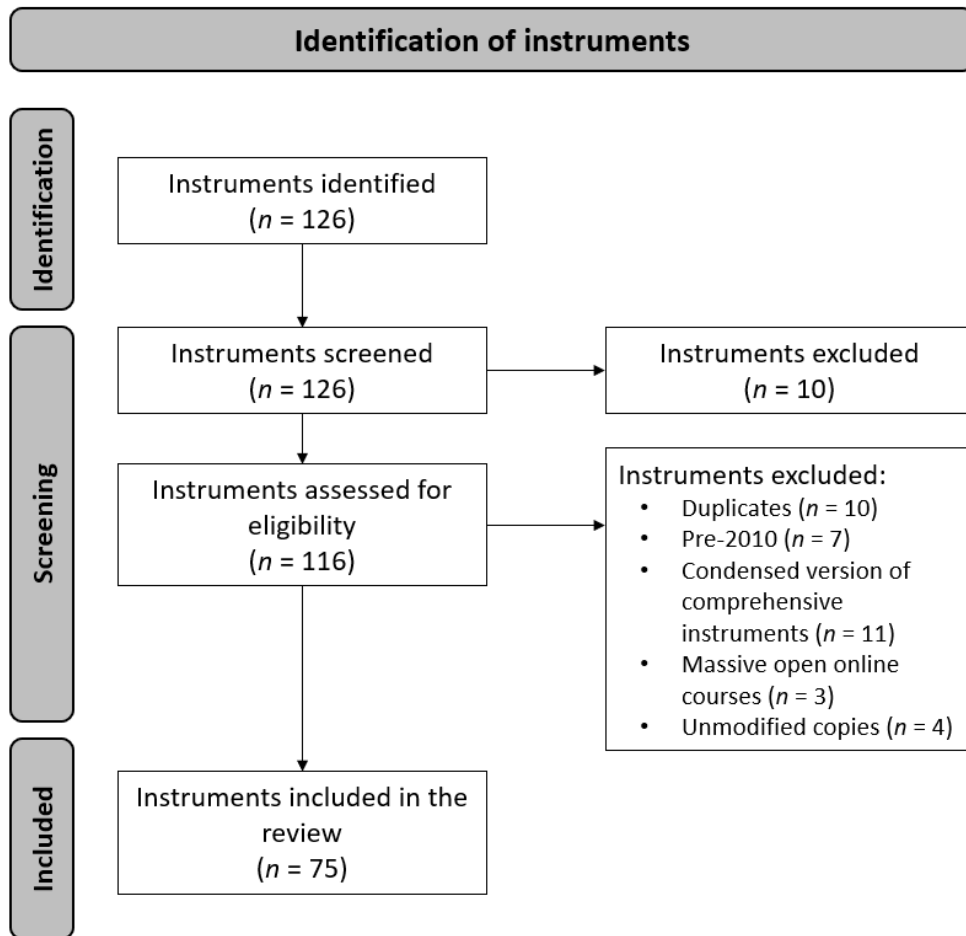 Identification of instruments
Identification
Instruments identified
(n = 126)
Screening
Instruments screened
(n = 126)
Instruments excluded
(n = 10)
Instruments assessed for
eligibility
(n = 116)
Instruments excluded:
• Duplicates (n = 10)
• Pre-2010 (n = 7)
• Condensed version of
comprehensive
instruments (n = 11)
• Massive open online
courses (n = 3)
• Unmodified copies (n = 4)
Included
Instruments included in the
review
(n = 75)